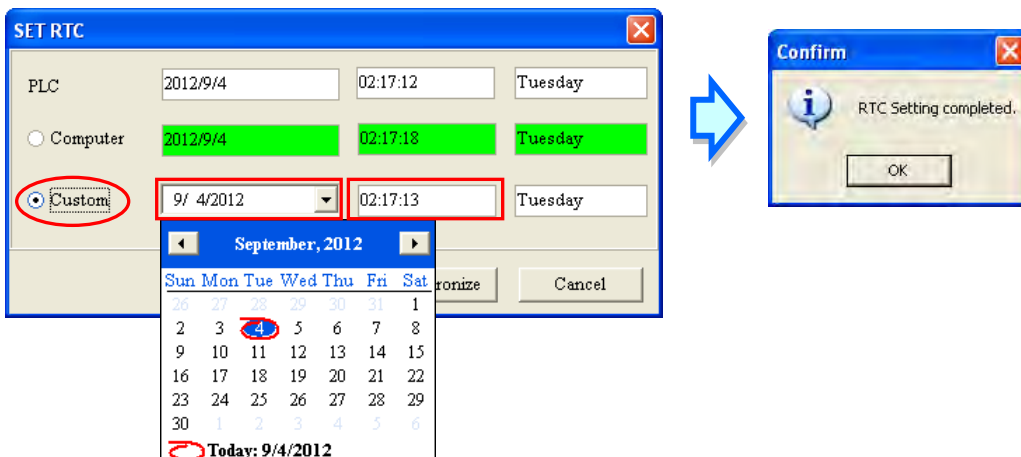 SET RTC
PLC 2012/9/4 02:17:12 Tuesday
Computer 2012/9/4 02:17:18 Tuesday
Custom 9/ 4/2012 02:17:13 Tuesday
September, 2012
Sun Mon Tue Wed Thu Fri Sat
26 27 28 29 30 31 1
2 3 4 5 6 7 8
9 10 11 12 13 14 15
16 17 18 19 20 21 22
23 24 25 26 27 28 29
30 1 2 3 4 5 6
Today: 9/4/2012
ronize Cancel
Confirm
RTC Setting completed.
OK